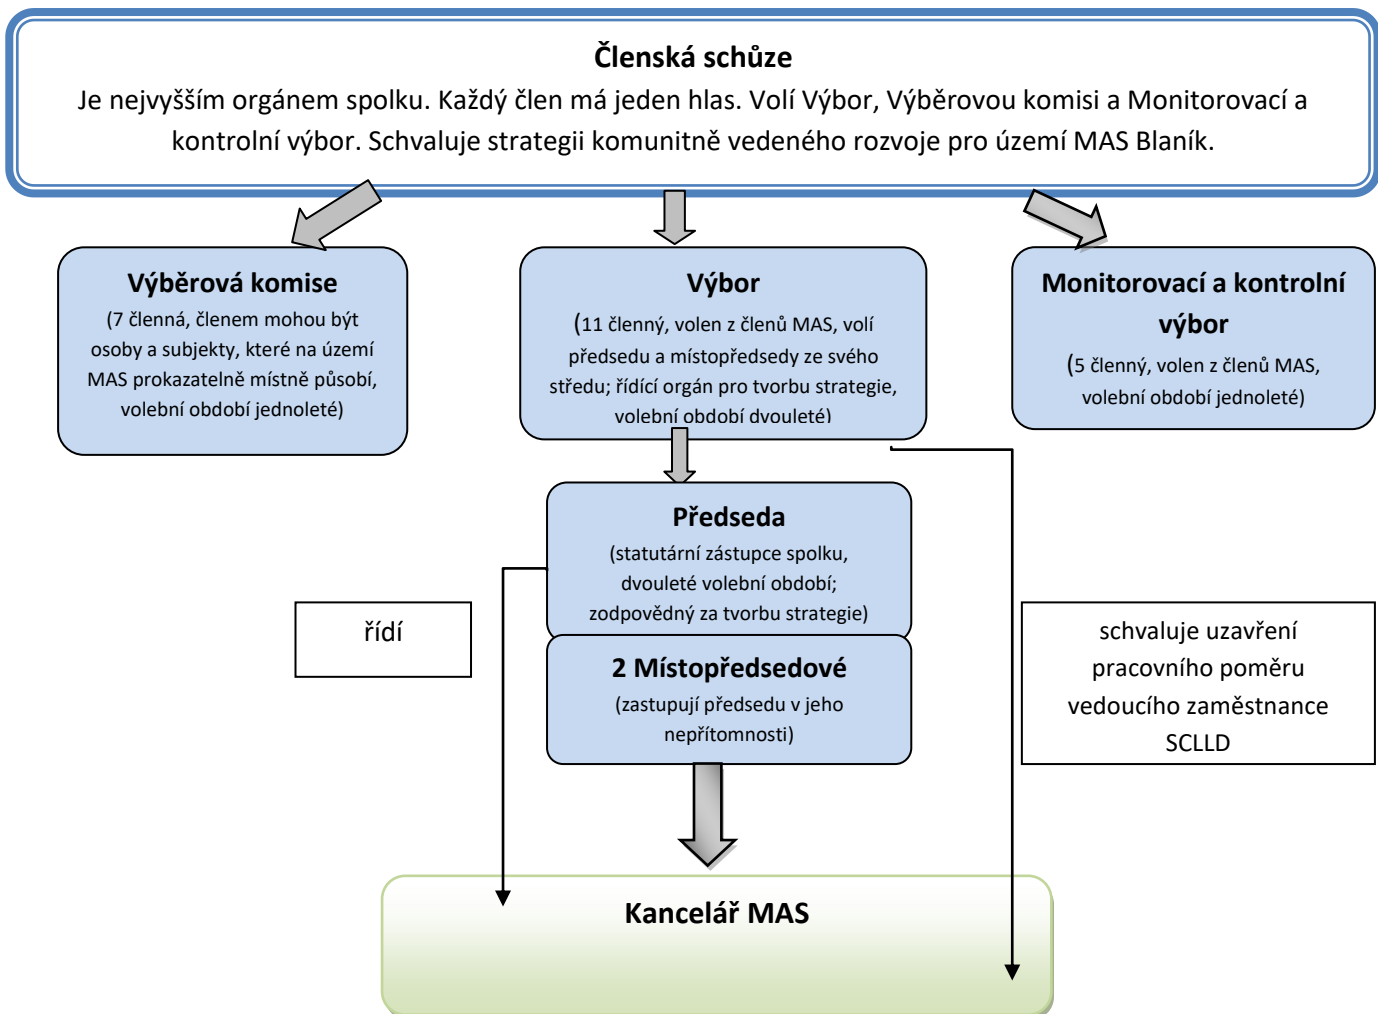 Členská schůze
Je nejvyšším orgánem spolku. Každý člen má jeden hlas. Volí Výbor, Výběrovou komisi a Monitorovací a
kontrolní výbor. Schvaluje strategii komunitně vedeného rozvoje pro území MAS Blaník.
Výběrová komise
(7 členná, členem mohou být
osoby a subjekty, které na území
MAS prokazatelně místně působí,
volební období jednoleté)
Výbor
(11 členný, volen z členů MAS, volí
předsedu a místopředsedy ze svého
středu; řídící orgán pro tvorbu strategie,
volební období dvouleté)
Monitorovací a kontrolní
výbor
(5 členný, volen z členů MAS,
volební období jednoleté)
Předseda
(statutární zástupce spolku,
dvouleté volební období;
zodpovědný za tvorbu strategie)
řídí
schvaluje uzavření
pracovního poměru
vedoucího zaměstnance
SCLLD
2 Místopředsedové
(zastupují předsedu v jeho
nepřítomnosti)
Kancelář MAS